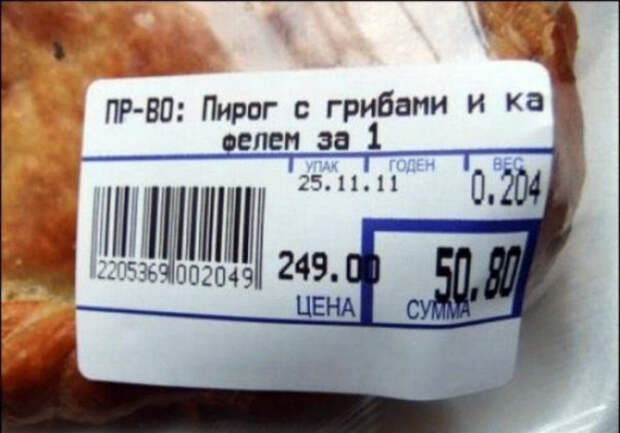 ПР-ВО: Пирог с грибами и ка
фелем за 1
УПАК ГОДЕН ВЕС
25.11.11 0.204
2205369 002049 249.00 50.80
ЦЕНА СУММА